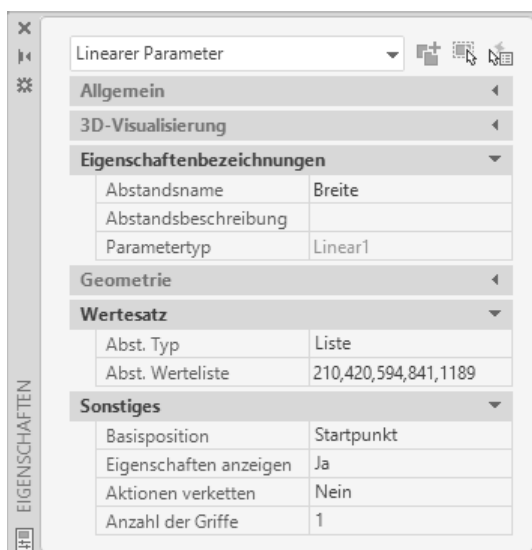 Linearer Parameter
Allgemein
3D-Visualisierung
Eigenschaftenbezeichnungen
Abstandsname Breite
Abstandsbeschreibung
Parametertyp Linear1
Geometrie
Wertesatz
Abst. Typ Liste
Abst. Werteliste 210,420,594,841,1189
Sonstiges
Basisposition Startpunkt
Eigenschaften anzeigen Ja
Aktionen verketten Nein
Anzahl der Griffe 1
EIGENSCHAFTEN